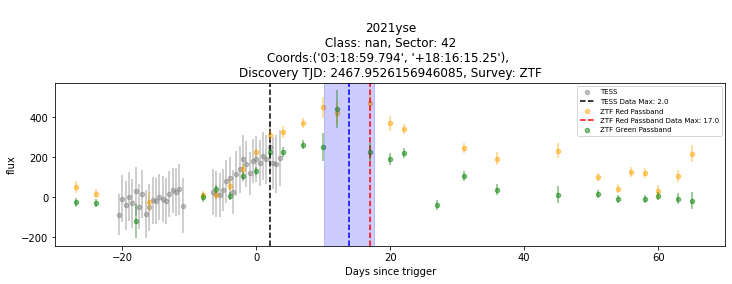 2021yse
Class: nan, Sector: 42
Coords:('03:18:59.794', '+18:16:15.25'),
Discovery TJD: 2467.9526156946085, Survey: ZTF
TESS
TESS Data Max: 2.0
ZTF Red Passband
ZTF Red Passband Data Max: 17.0
ZTF Green Passband
flux
400
200
0
−200
−20
0
20
40
60
Days since trigger